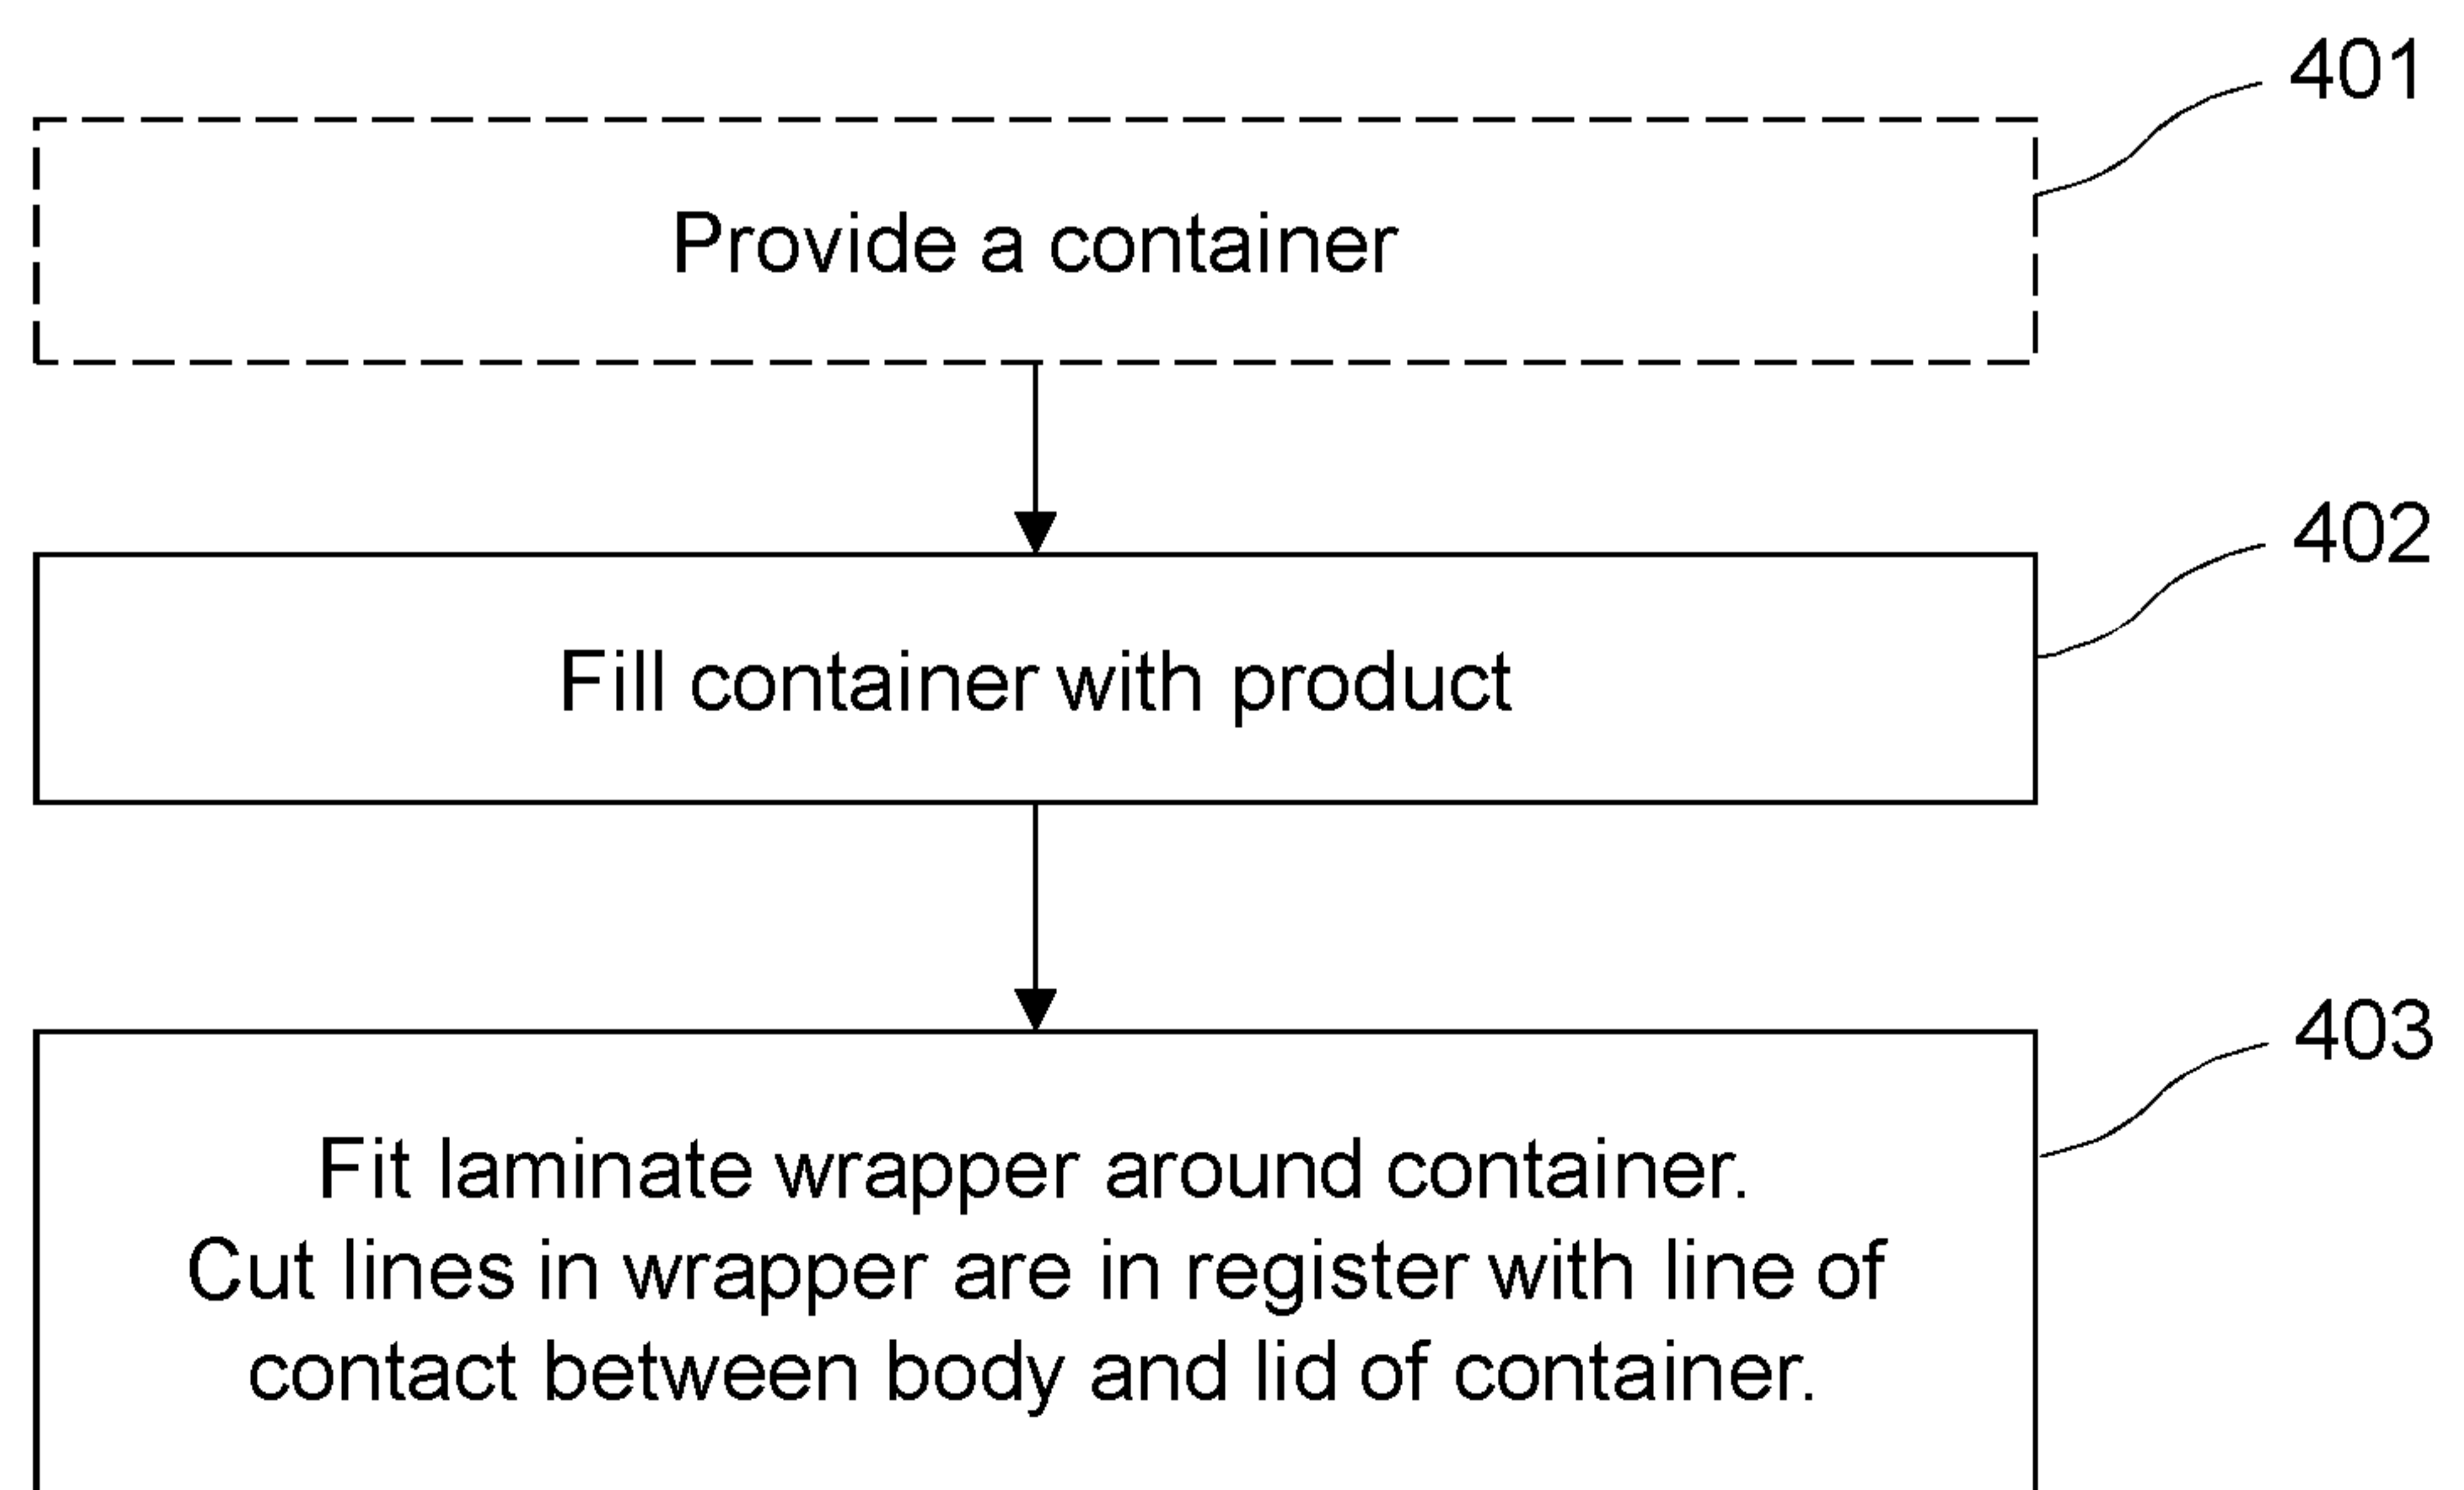 401
Provide a container
402
Fill container with product
403
Fit laminate wrapper around container.
Cut lines in wrapper are in register with line of
contact between body and lid of container.